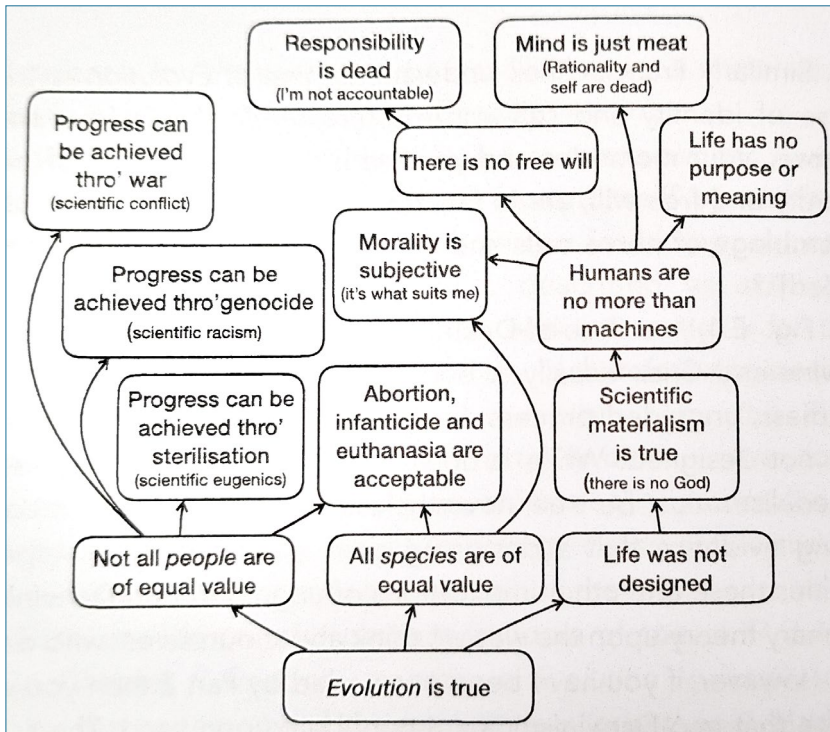 Responsibility
is dead
(I'm not accountable)
Mind is just meat
(Rationality and
self are dead)
Progress can
be achieved
thro' war
(scientific conflict)
There is no free will
Life has no
purpose or
meaning
Morality is
subjective
(it's what suits me)
Progress can be
achieved thro'genocide
(scientific racism)
Humans are
no more than
machines
Progress can be
achieved thro'
sterilisation
(scientific eugenics)
Abortion,
infanticide and
euthanasia are
acceptable
Scientific
materialism
is true
(there is no God)
Not all people are
of equal value
All species are of
equal value
Life was not
designed
Evolution is true